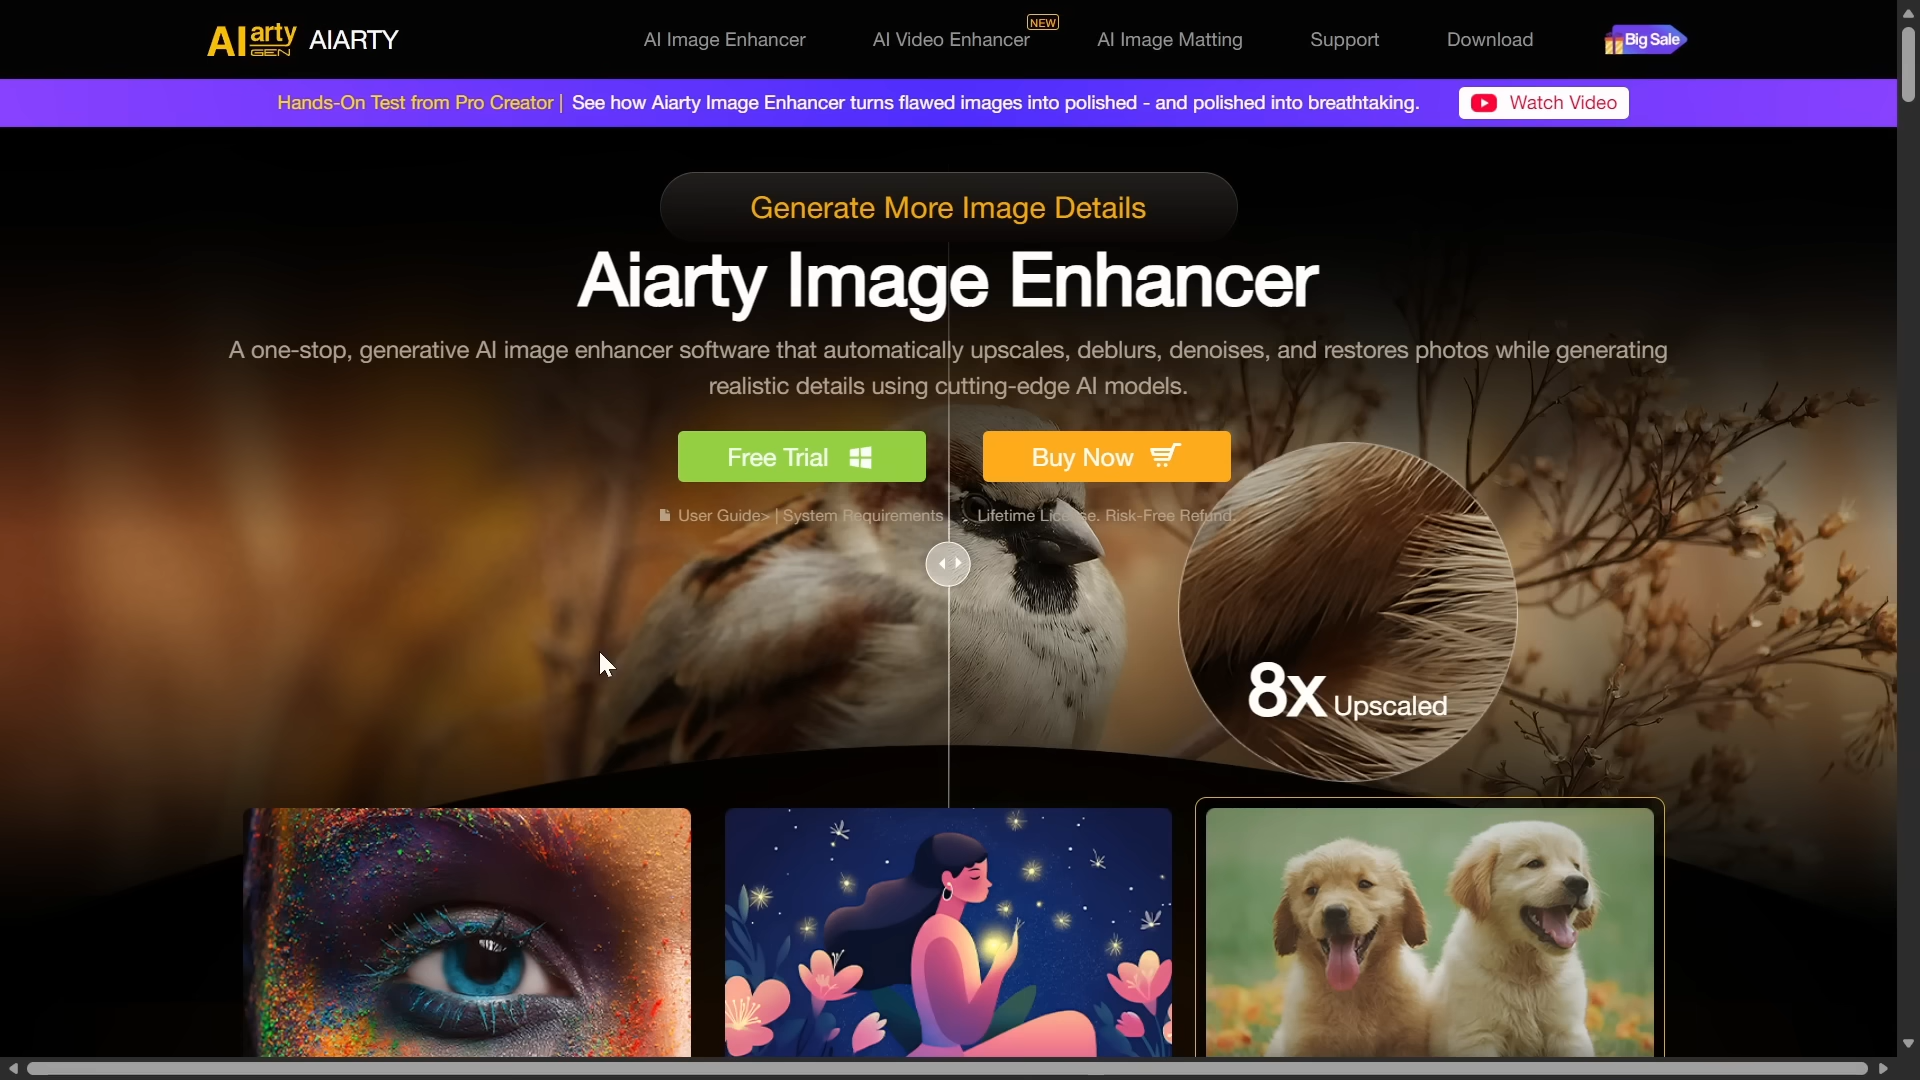 AI arty GEN AIARTY
AI Image Enhancer
AI Video Enhancer
NEW
AI Image Matting
Support
Download
Big Sale
Hands-On Test from Pro Creator | See how Aiarty Image Enhancer turns flawed images into polished - and polished into breathtaking.
Watch Video
Generate More Image Details
Aiarty Image Enhancer
A one-stop, generative AI image enhancer software that automatically upscales, deblurs, denoises, and restores photos while generating
realistic details using cutting-edge AI models.
Free Trial
Buy Now
User Guide> | System Requirements
Lifetime License. Risk-Free Refund.
8x Upscaled